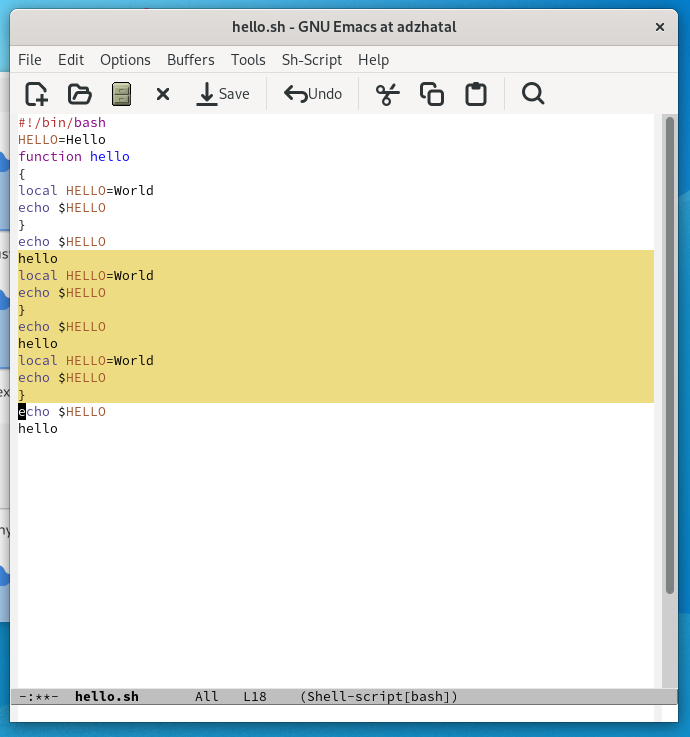 hello.sh - GNU Emacs at adzhatal
File Edit Options Buffers Tools Sh-Script Help
Save Undo
#!/bin/bash
HELLO=Hello
function hello
{
local HELLO=World
echo $HELLO
}
echo $HELLO
hello
local HELLO=World
echo $HELLO
}
echo $HELLO
hello
local HELLO=World
echo $HELLO
}
echo $HELLO
hello
-:**- hello.sh All L18 (Shell-script[bash])